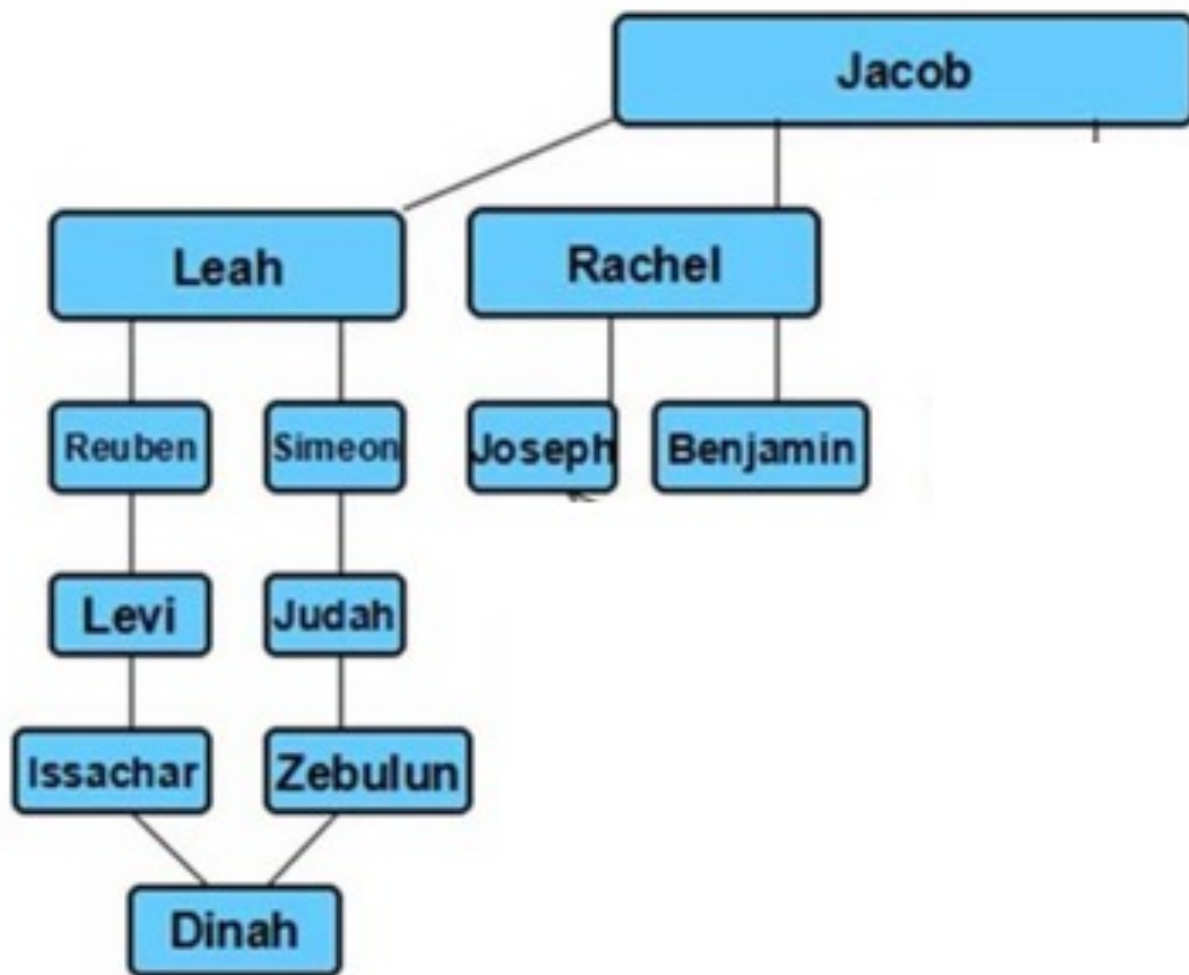 Jacob
Leah
Rachel
Reuben
Simeon
Joseph
Benjamin
Levi
Judah
Issachar
Zebulun
Dinah